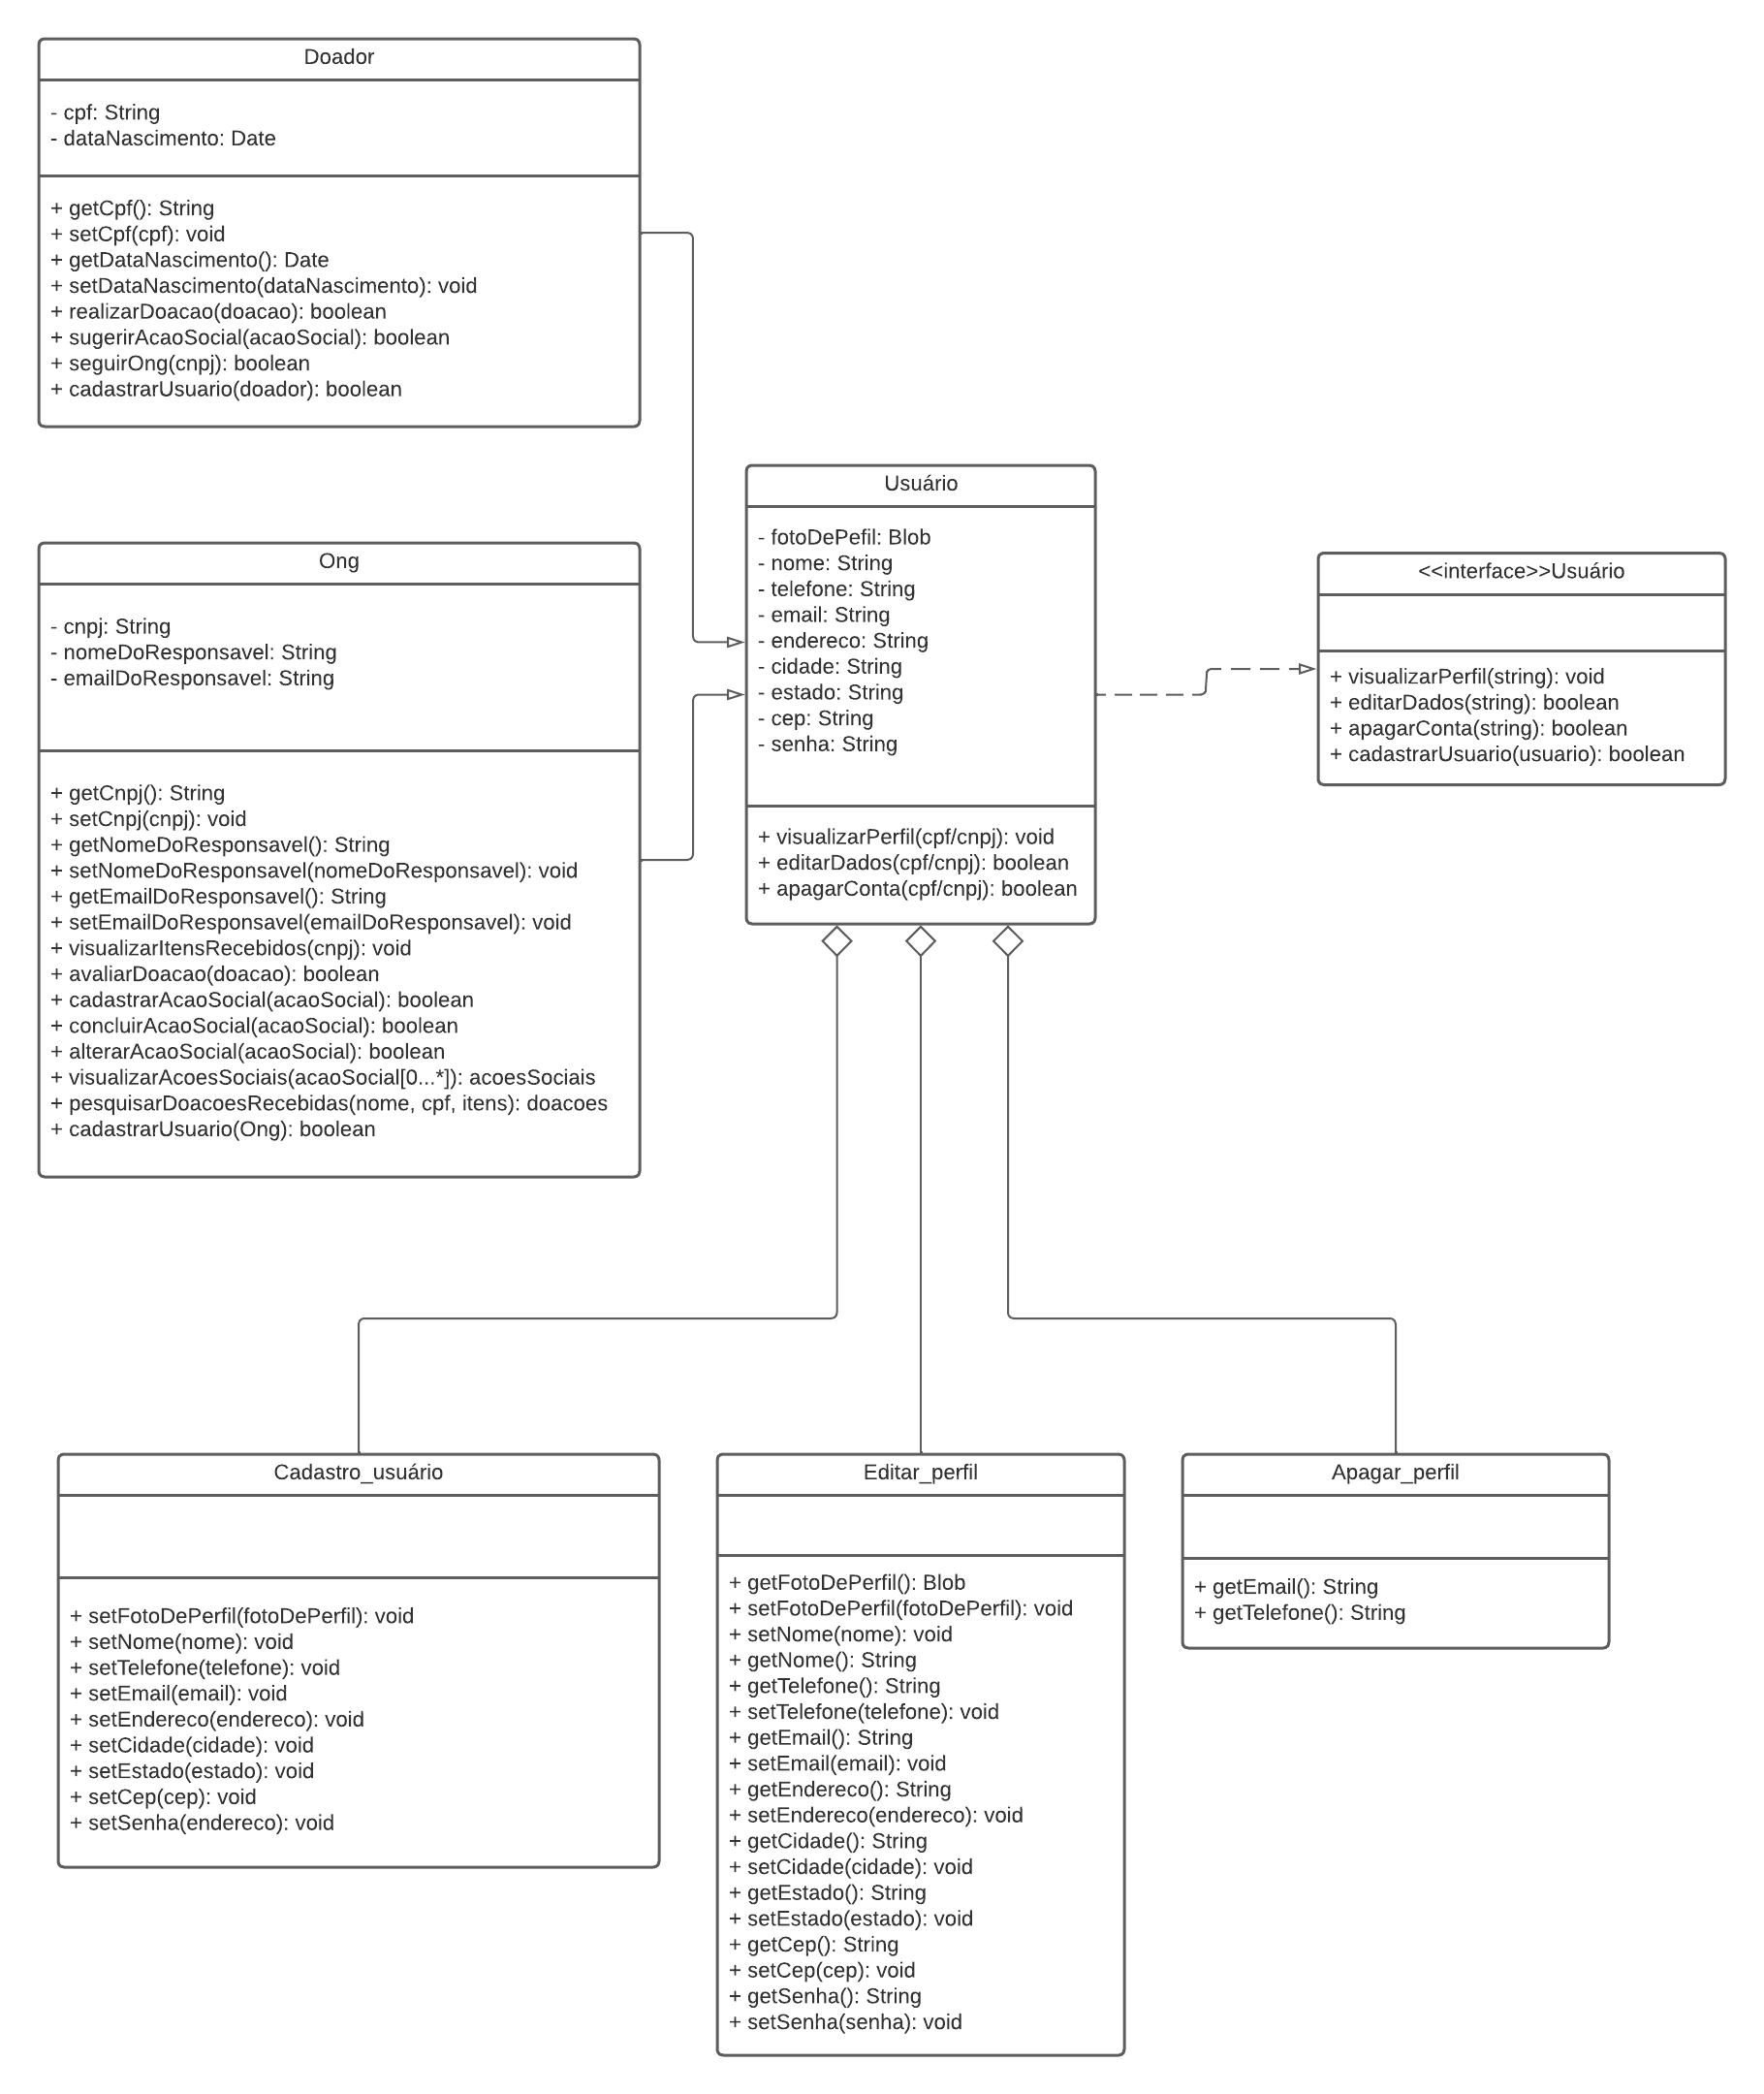 Doador
- cpf: String
- dataNascimento: Date
+ getCpf(): String
+ setCpf(cpf): void
+ getDataNascimento(): Date
+ setDataNascimento(dataNascimento): void
+ realizarDoacao(doacao): boolean
+ sugerirAcaoSocial(acaoSocial): boolean
+ seguirOng(cnpj): boolean
+ cadastrarUsuario(doador): boolean
Ong
- cnpj: String
- nomeDoResponsavel: String
- emailDoResponsavel: String
+ getCnpj(): String
+ setCnpj(cnpj): void
+ getNomeDoResponsavel(): String
+ setNomeDoResponsavel(nomeDoResponsavel): void
+ getEmailDoResponsavel(): String
+ setEmailDoResponsavel(emailDoResponsavel): void
+ visualizarItensRecebidos(cnpj): void
+ avaliarDoacao(doacao): boolean
+ cadastrarAcaoSocial(acaoSocial): boolean
+ concluirAcaoSocial(acaoSocial): boolean
+ alterarAcaoSocial(acaoSocial): boolean
+ visualizarAcoesSociais(acaoSocial[0...*]): acoesSociais
+ pesquisarDoacoesRecebidas(nome, cpf, itens): doacoes
+ cadastrarUsuario(Ong): boolean
Usuário
- fotoDePefil: Blob
- nome: String
- telefone: String
- email: String
- endereco: String
- cidade: String
- estado: String
- cep: String
- senha: String
+ visualizarPerfil(cpf/cnpj): void
+ editarDados(cpf/cnpj): boolean
+ apagarConta(cpf/cnpj): boolean
<<interface>>Usuário
+ visualizarPerfil(string): void
+ editarDados(string): boolean
+ apagarConta(string): boolean
+ cadastrarUsuario(usuario): boolean
Cadastro_usuário
+ setFotoDePerfil(fotoDePerfil): void
+ setNome(nome): void
+ setTelefone(telefone): void
+ setEmail(email): void
+ setEndereco(endereco): void
+ setCidade(cidade): void
+ setEstado(estado): void
+ setCep(cep): void
+ setSenha(endereco): void
Editar_perfil
+ getFotoDePerfil(): Blob
+ setFotoDePerfil(fotoDePerfil): void
+ setNome(nome): void
+ getNome(): String
+ getTelefone(): String
+ setTelefone(telefone): void
+ getEmail(): String
+ setEmail(email): void
+ getEndereco(): String
+ setEndereco(endereco): void
+ getCidade(): String
+ setCidade(cidade): void
+ getEstado(): String
+ setEstado(estado): void
+ getCep(): String
+ setCep(cep): void
+ getSenha(): String
+ setSenha(senha): void
Apagar_perfil
+ getEmail(): String
+ getTelefone(): String